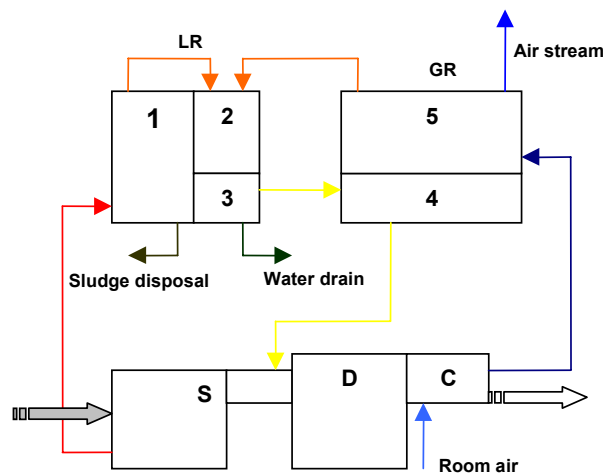 LR
GR
Air stream
1
2
5
3
4
Sludge disposal
Water drain
S
D
C
Room air